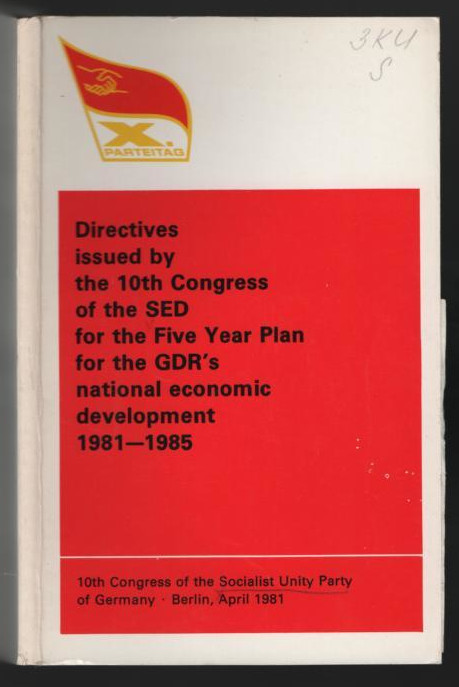 ЗКИ
S
X.
PARTEITAG
Directives
issued by
the 10th Congress
of the SED
for the Five Year Plan
for the GDR's
national economic
development
1981—1985
10th Congress of the Socialist Unity Party
of Germany · Berlin, April 1981